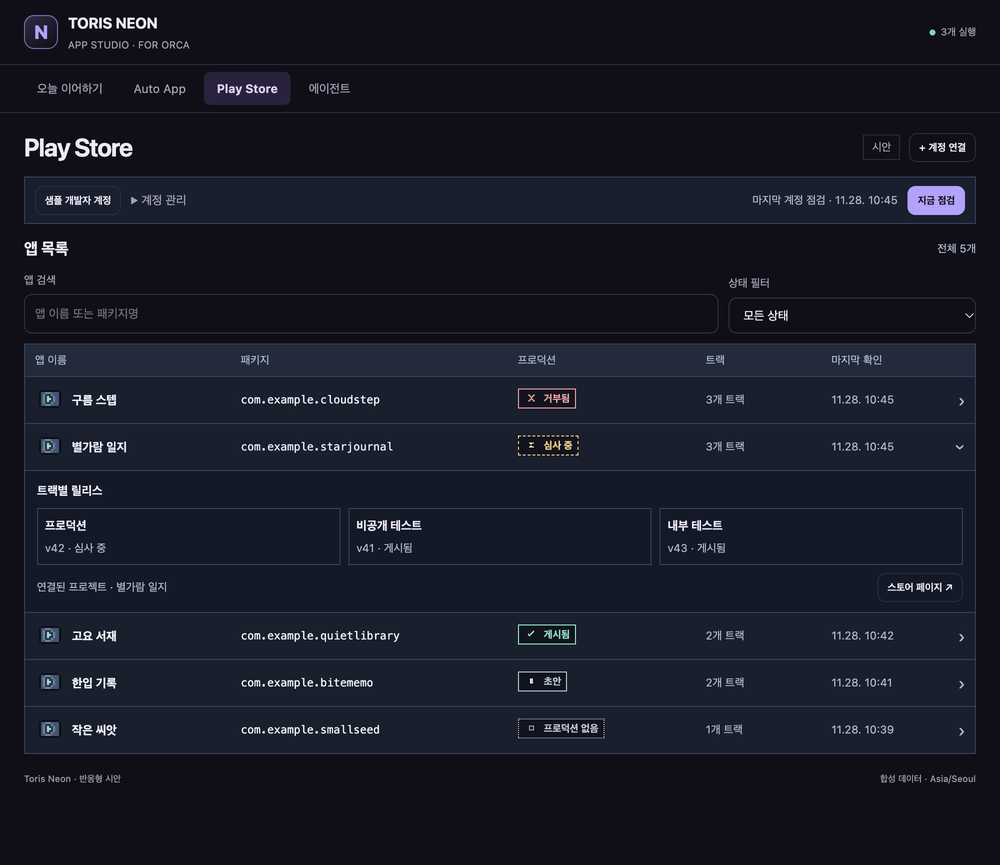 N
TORIS NEON
APP STUDIO · FOR ORCA
3개 실행
오늘 이어하기 Auto App Play Store 에이전트
Play Store
시안 + 계정 연결
샘플 개발자 계정 ▶ 계정 관리 마지막 계정 점검 · 11.28. 10:45 지금 점검
앱 목록 전체 5개
앱 검색 상태 필터
앱 이름 또는 패키지명 모든 상태
앱 이름 패키지 프로덕션 트랙 마지막 확인
구름 스텝 com.example.cloudstep 거부됨 3개 트랙 11.28. 10:45
별가람 일지 com.example.starjournal 심사 중 3개 트랙 11.28. 10:45
트랙별 릴리스
프로덕션 비공개 테스트 내부 테스트
v42 · 심사 중 v41 · 게시됨 v43 · 게시됨
연결된 프로젝트 · 별가람 일지 스토어 페이지 ↗
고요 서재 com.example.quietlibrary 게시됨 2개 트랙 11.28. 10:42
한입 기록 com.example.bitememo 초안 2개 트랙 11.28. 10:41
작은 씨앗 com.example.smallseed 프로덕션 없음 1개 트랙 11.28. 10:39
Toris Neon · 반응형 시안 합성 데이터 · Asia/Seoul